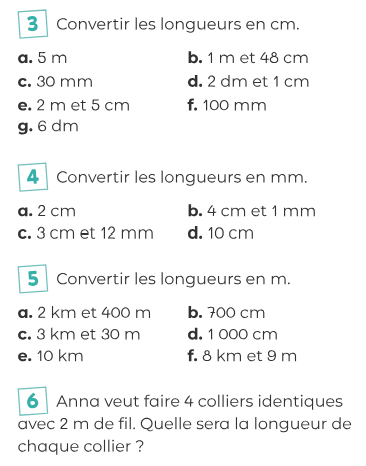 3 Convertir les longueurs en cm.
a. 5 m b. 1 m et 48 cm
c. 30 mm d. 2 dm et 1 cm
e. 2 m et 5 cm f. 100 mm
g. 6 dm
4 Convertir les longueurs en mm.
a. 2 cm b. 4 cm et 1 mm
c. 3 cm et 12 mm d. 10 cm
5 Convertir les longueurs en m.
a. 2 km et 400 m b. 700 cm
c. 3 km et 30 m d. 1 000 cm
e. 10 km f. 8 km et 9 m
6 Anna veut faire 4 colliers identiques
avec 2 m de fil. Quelle sera la longueur de
chaque collier ?